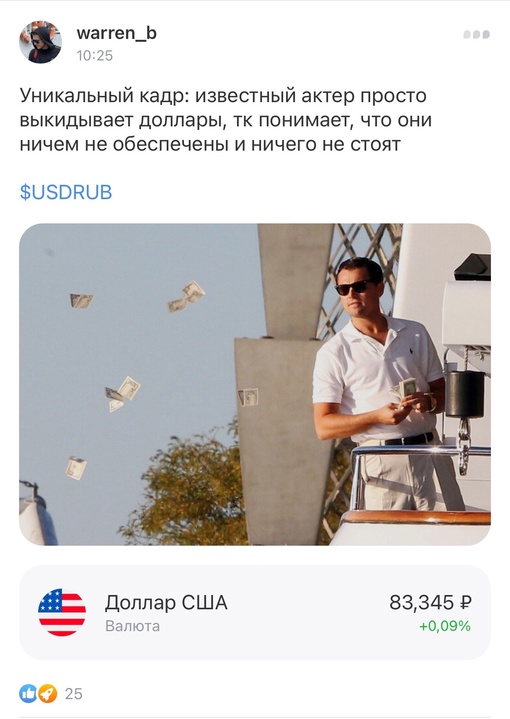 warren_b
10:25
Уникальный кадр: известный актер просто
выкидывает доллары, тк понимает, что они
ничем не обеспечены и ничего не стоят
$USDRUB
Доллар США
83,345 ₽
Валюта
+0,09%
25